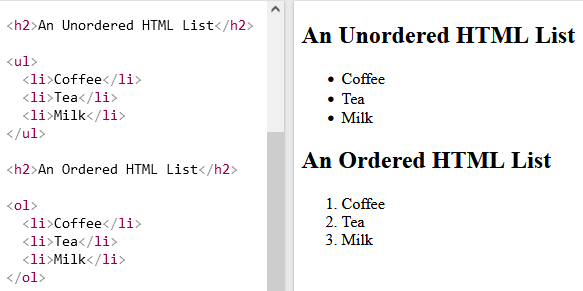 <h2>An Unordered HTML List</h2>
<ul>
<li>Coffee</li>
<li>Tea</li>
<li>Milk</li>
</ul>
<h2>An Ordered HTML List</h2>
<ol>
<li>Coffee</li>
<li>Tea</li>
<li>Milk</li>
</ol>
An Unordered HTML List
• Coffee
• Tea
• Milk
An Ordered HTML List
1. Coffee
2. Tea
3. Milk